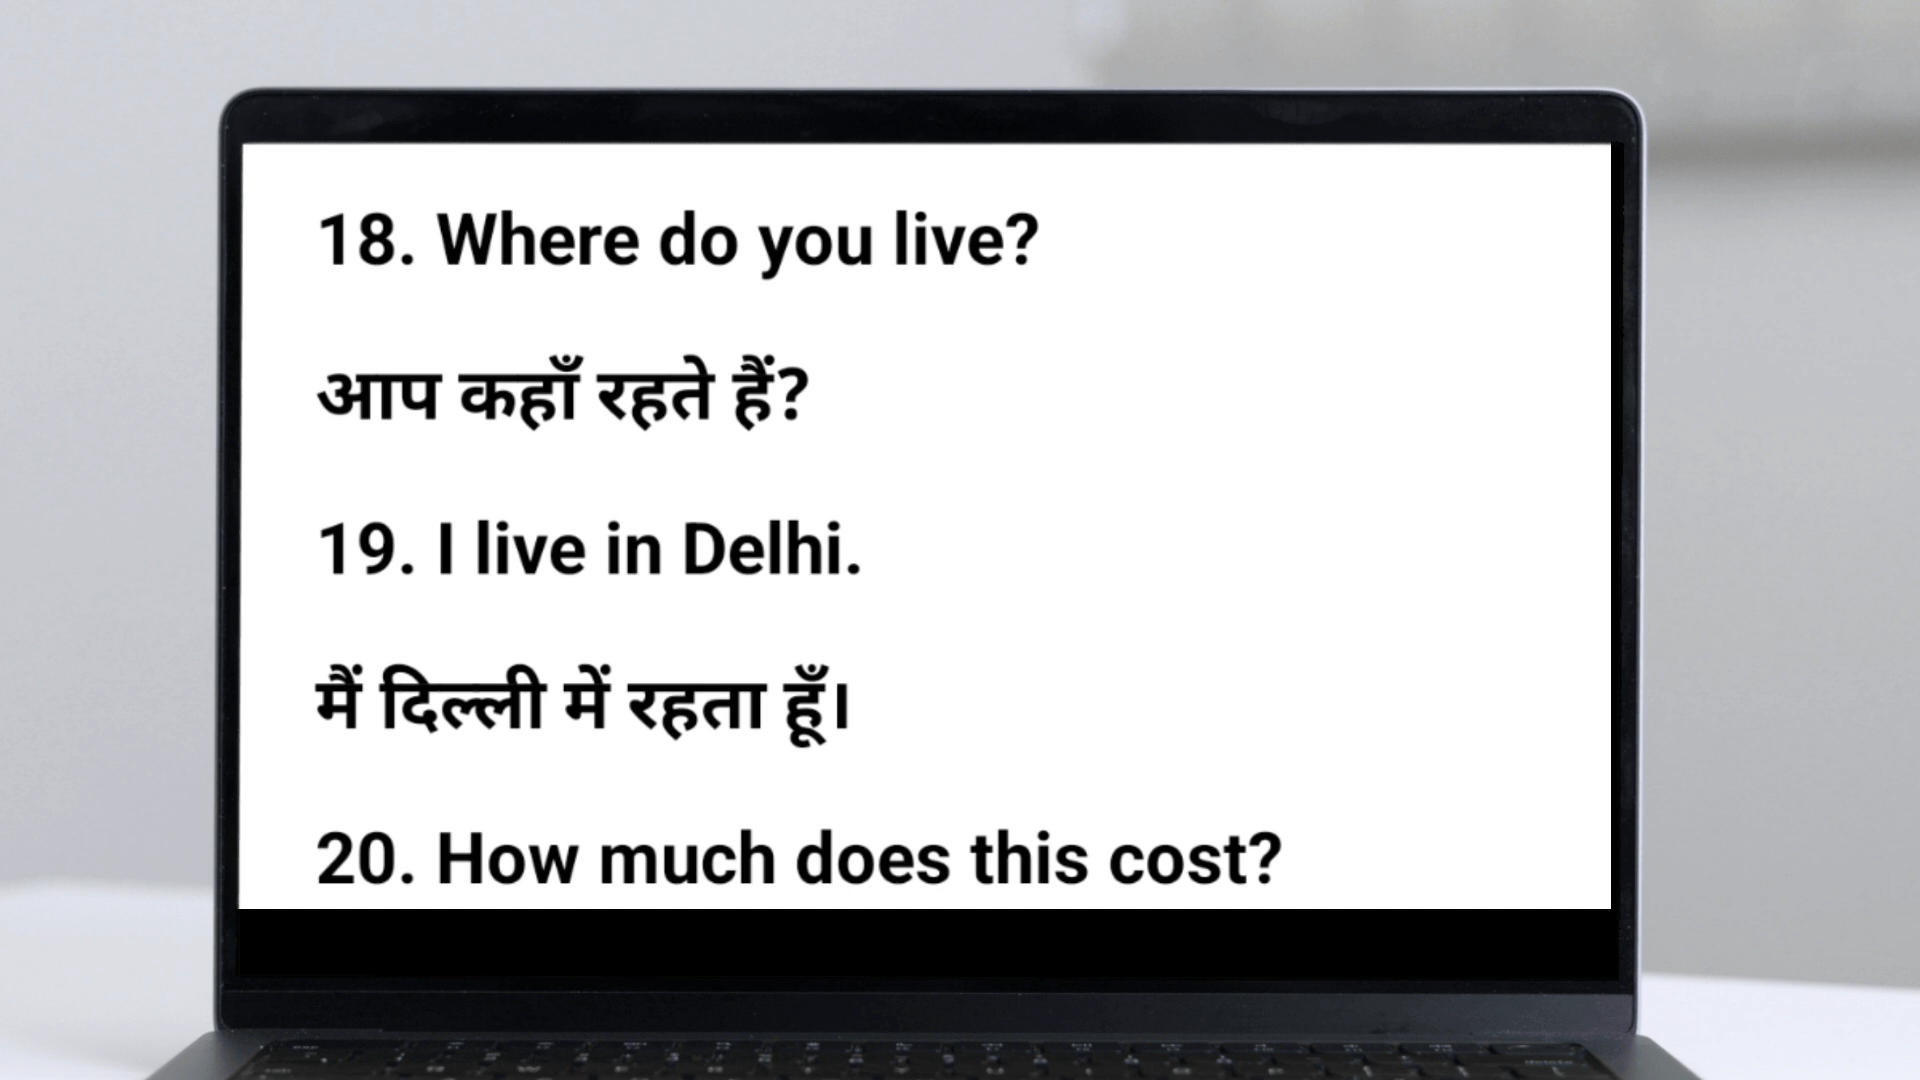 18. Where do you live?
आप कहाँ रहते हैं?
19. I live in Delhi.
मैं दिल्ली में रहता हूँ।
20. How much does this cost?